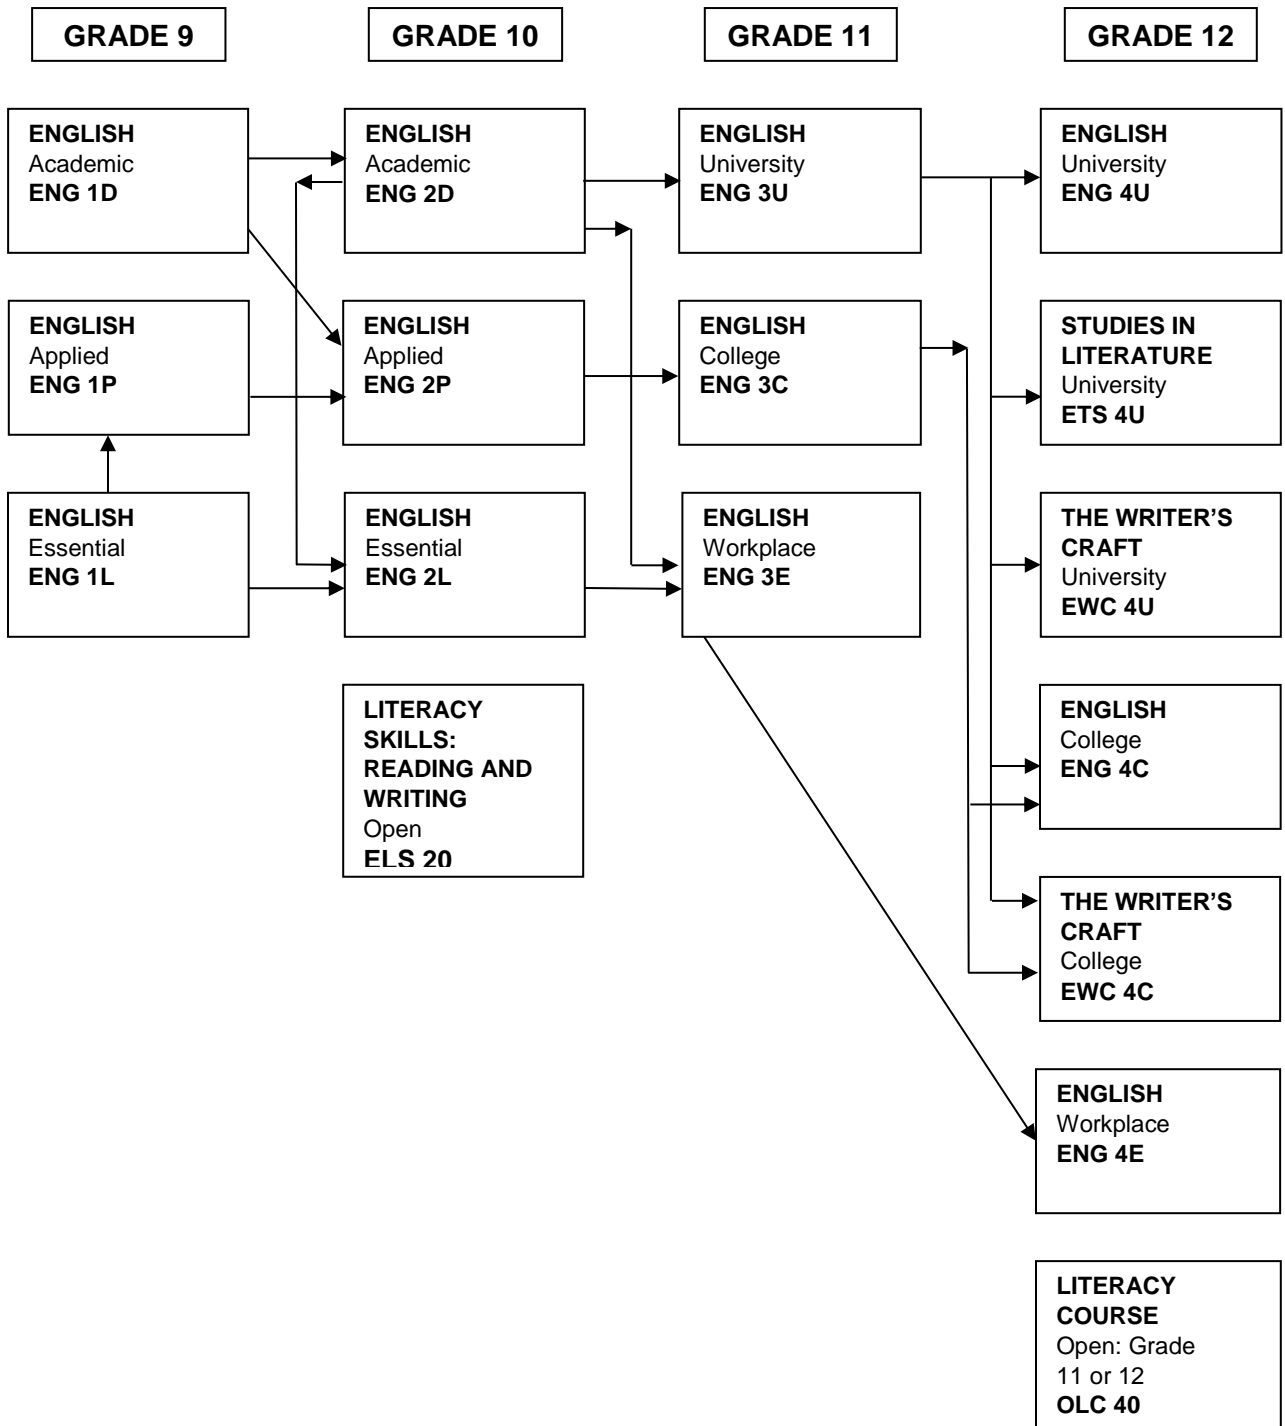 GRADE 9
GRADE 10
GRADE 11
GRADE 12
ENGLISH
Academic
ENG 1D
ENGLISH
Academic
ENG 2D
ENGLISH
University
ENG 3U
ENGLISH
University
ENG 4U
ENGLISH
Applied
ENG 1P
ENGLISH
Applied
ENG 2P
ENGLISH
College
ENG 3C
STUDIES IN
LITERATURE
University
ETS 4U
ENGLISH
Essential
ENG 1L
ENGLISH
Essential
ENG 2L
ENGLISH
Workplace
ENG 3E
THE WRITER’S
CRAFT
University
EWC 4U
LITERACY
SKILLS:
READING AND
WRITING
Open
ELS 20
ENGLISH
College
ENG 4C
THE WRITER’S
CRAFT
College
EWC 4C
ENGLISH
Workplace
ENG 4E
LITERACY
COURSE
Open: Grade
11 or 12
OLC 40